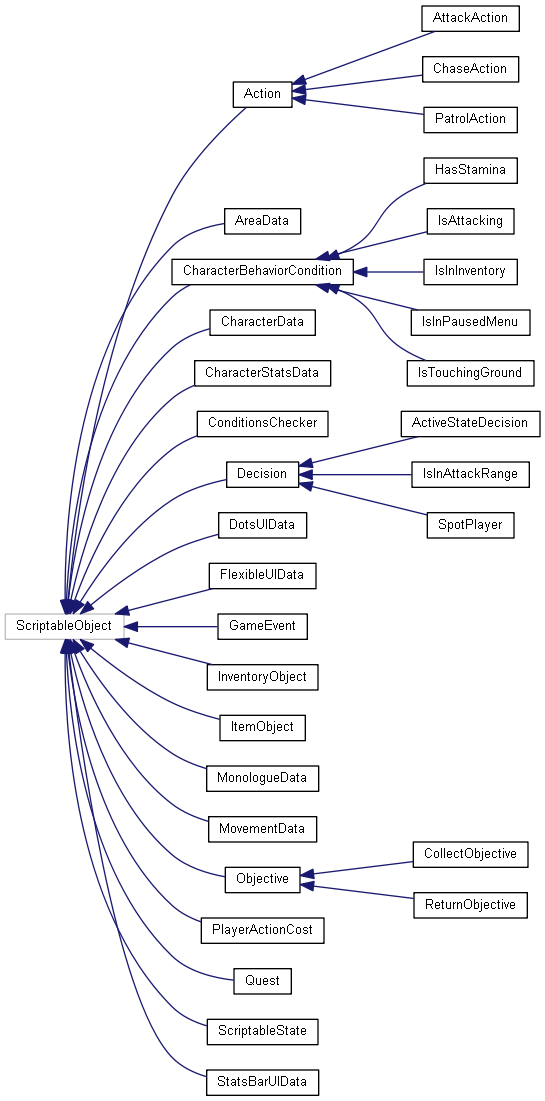 AttackAction
ChaseAction
Action
PatrolAction
HasStamina
AreaData
IsAttacking
CharacterBehaviorCondition
IsInInventory
CharacterData
IsInPausedMenu
CharacterStatsData
IsTouchingGround
ConditionsChecker
ActiveStateDecision
Decision
IsInAttackRange
DotsUIData
SpotPlayer
FlexibleUIData
ScriptableObject
GameEvent
InventoryObject
ItemObject
MonologueData
MovementData
CollectObjective
Objective
ReturnObjective
PlayerActionCost
Quest
ScriptableState
StatsBarUIData